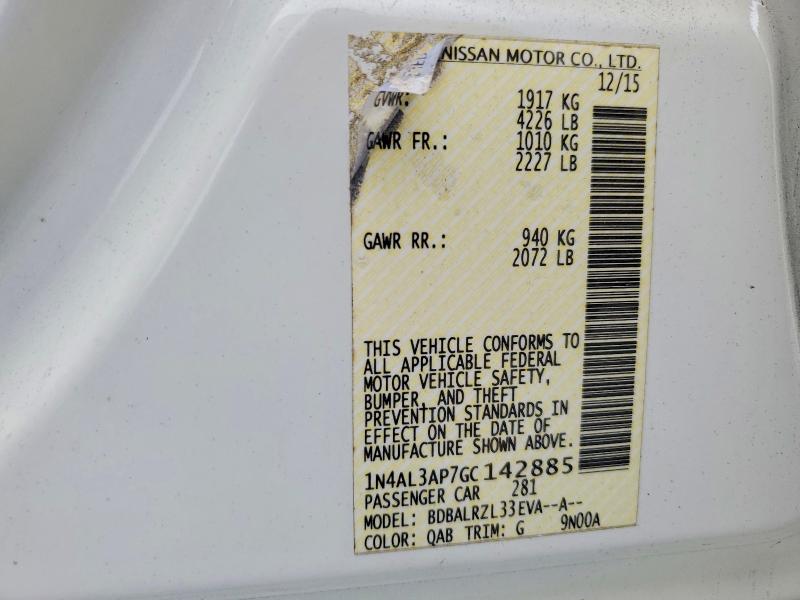 NISSAN MOTOR CO., LTD.
12/15
GVWR: 1917 KG
4226 LB
GAWR FR.: 1010 KG
2227 LB
GAWR RR.: 940 KG
2072 LB
THIS VEHICLE CONFORMS TO
ALL APPLICABLE FEDERAL
MOTOR VEHICLE SAFETY,
BUMPER, AND THEFT
PREVENTION STANDARDS IN
EFFECT ON THE DATE OF
MANUFACTURE SHOWN ABOVE.
1N4AL3AP7GC142885
PASSENGER CAR 281
MODEL: BDBALRZL33EVA--A--
COLOR: QAB TRIM: G 9N00A